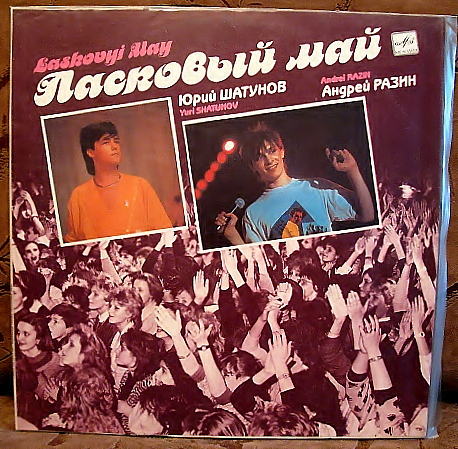 Laskovyi May
Ласковый май
Юрий ШАТУНОВ
Yuri SHATUNOV
Andrei RAZIN
Андрей РАЗИН